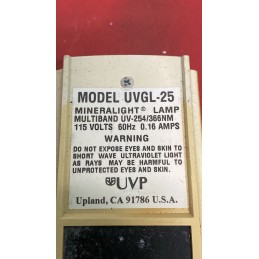 MODEL UVGL-25
MINERALIGHT® LAMP
MULTIBAND UV-254/366NM
115 VOLTS 60Hz 0.16 AMPS
WARNING
DO NOT EXPOSE EYES AND SKIN TO
SHORT WAVE ULTRAVIOLET LIGHT
AS RAYS MAY BE HARMFUL TO
UNPROTECTED EYES AND SKIN.
UVP
Upland, CA 91786 U.S.A.